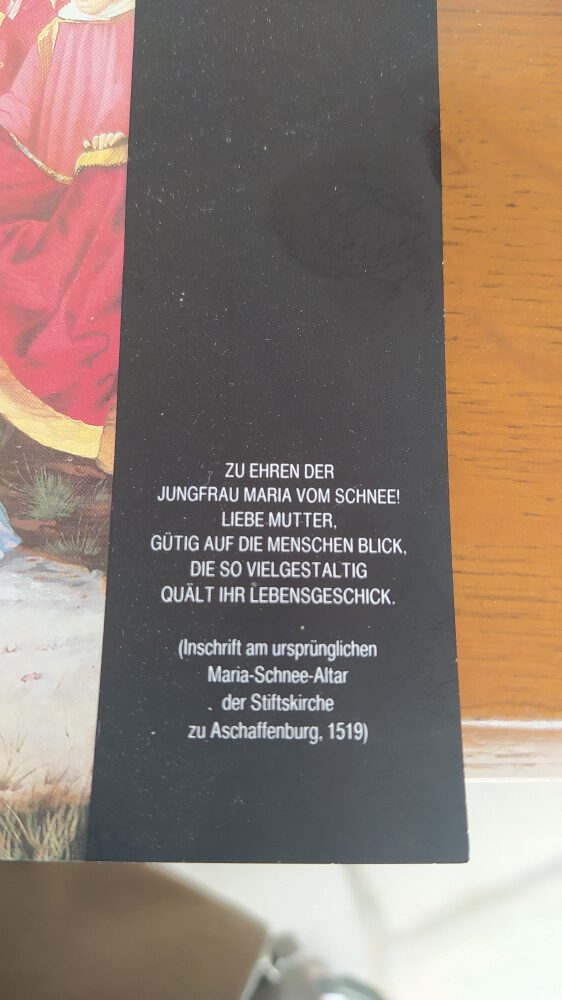 ZU EHREN DER
JUNGFRAU MARIA VOM SCHNEE!
LIEBE MUTTER,
GÜTIG AUF DIE MENSCHEN BLICK,
DIE SO VIELGESTALTIG
QUÄLT IHR LEBENSGESCHICK.
(Inschrift am ursprünglichen
Maria-Schnee-Altar
der Stiftskirche
zu Aschaffenburg, 1519)